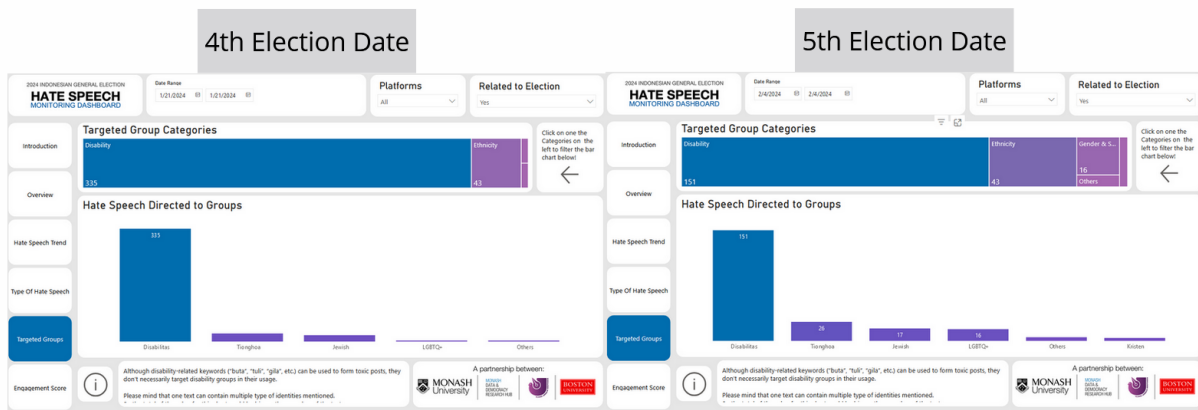 4th Election Date
2024 INDONESIAN GENERAL ELECTION
HATE SPEECH
MONITORING DASHBOARD
Date Range
1/21/2024 1/21/2024
Platforms
All
Related to Election
Yes
Introduction
Overview
Hate Speech Trend
Type Of Hate Speech
Targeted Groups
Engagement Score
Targeted Group Categories
Disability
335
Ethnicity
43
Click on one the
Categories on the
left to filter the bar
chart below!
Hate Speech Directed to Groups
335
Disabilitas
Tionghoa
Jewish
LGBTQ+
Others
Although disability-related keywords ("buta", "tuli", "gila", etc.) can be used to form toxic posts, they
don't necessarily target disability groups in their usage.
Please mind that one text can contain multiple type of identities mentioned.
A partnership between:
MONASH
University
MONASH
DATA &
DEMOCRACY
RESEARCH HUB
BOSTON
UNIVERSITY
5th Election Date
2024 INDONESIAN GENERAL ELECTION
HATE SPEECH
MONITORING DASHBOARD
Date Range
2/4/2024 2/4/2024
Platforms
All
Related to Election
Yes
Introduction
Overview
Hate Speech Trend
Type Of Hate Speech
Targeted Groups
Engagement Score
Targeted Group Categories
Disability
151
Ethnicity
43
Gender & S...
16
Others
Click on one the
Categories on the
left to filter the bar
chart below!
Hate Speech Directed to Groups
151
26
17
16
Disabilitas
Tionghoa
Jewish
LGBTQ+
Others
Kristen
Although disability-related keywords ("buta", "tuli", "gila", etc.) can be used to form toxic posts, they
don't necessarily target disability groups in their usage.
Please mind that one text can contain multiple type of identities mentioned.
A partnership between:
MONASH
University
MONASH
DATA &
DEMOCRACY
RESEARCH HUB
BOSTON
UNIVERSITY